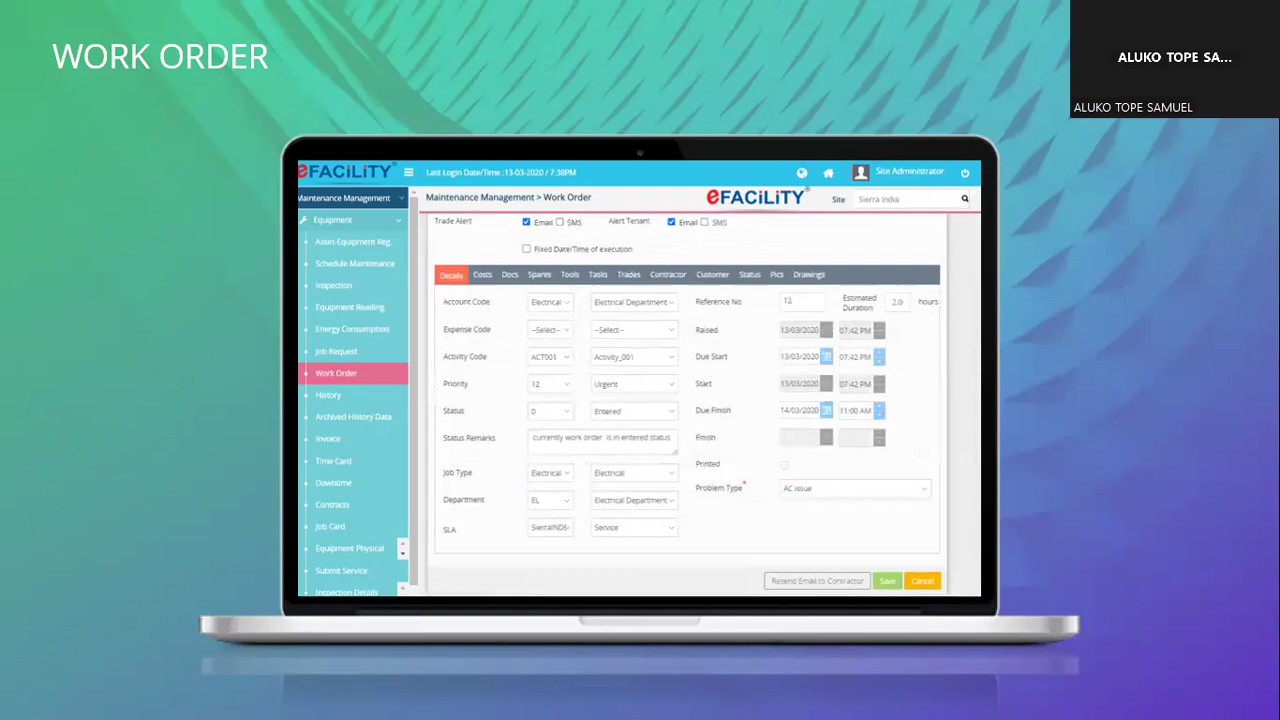 WORK ORDER
ALUKO TOPE SA...
ALUKO TOPE SAMUEL
eFACiLiTY®
Last Login Date/Time :13-03-2020 / 7:38PM
Site Administrator
Maintenance Management
Maintenance Management > Work Order
eFACiLiTY®
Site
Sierra India
Equipment
Asset Equipment Reg.
Schedule Maintenance
Inspection
Equipment Reading
Energy Consumption
Job Request
Work Order
History
Archived History Data
Invoice
Time Card
Downtime
Contracts
Job Card
Equipment Physical
Submit Service
Inspection Details
Trade Alert Email SMS Alert Tenant Email SMS
Fixed Date/Time of execution
Details Costs Docs Spares Tools Tasks Trades Contractor Customer Status Pics Drawings
Account Code Electrical Electrical Department
Expense Code --Select-- --Select--
Activity Code ACT001 Activity_001
Priority 12 Urgent
Status 0 Entered
Status Remarks currently work order is in entered status
Job Type Electrical Electrical
Department EL Electrical Department
SLA Service
Reference No. 12 Estimated Duration 2.0 hours
Raised 13/03/2020 07:42 PM
Due Start 13/03/2020 07:42 PM
Start 13/03/2020 07:42 PM
Due Finish 14/03/2020 11:00 AM
Finish
Printed
Problem Type* AC issue
Resend Email to Contractor Save Cancel